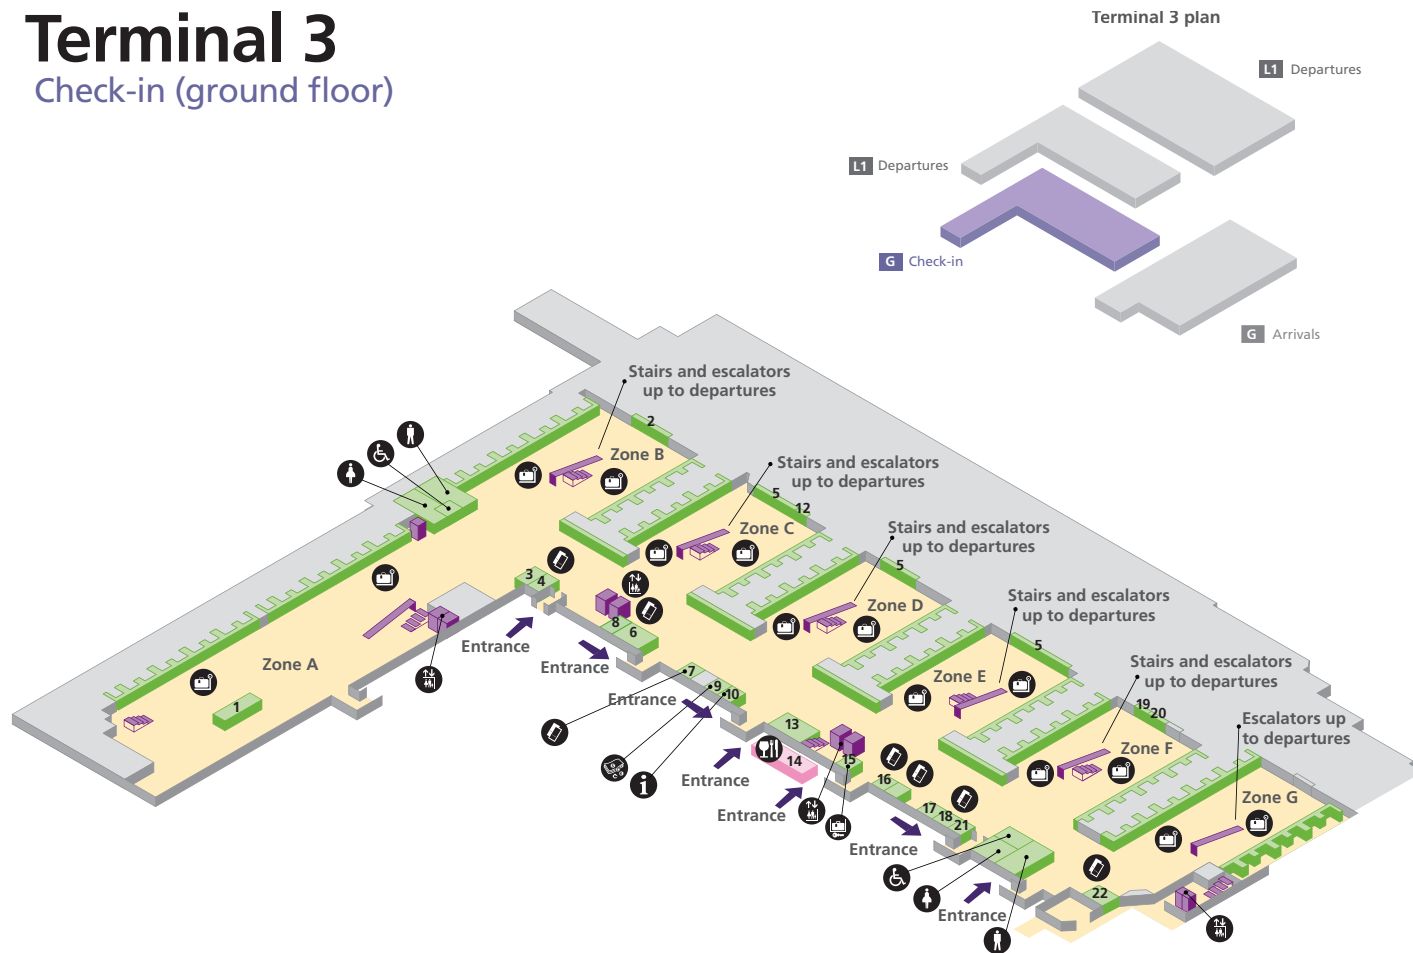 Terminal 3
Check-in (ground floor)
Terminal 3 plan
L1 Departures
L1 Departures
G Check-in
G Arrivals
Stairs and escalators
up to departures
2
Zone B
Stairs and escalators
up to departures
5
12
Zone C
Stairs and escalators
up to departures
5
Zone D
Stairs and escalators
up to departures
5
Zone E
Stairs and escalators
up to departures
19
20
Zone F
Escalators up
to departures
Zone G
3
4
8
6
Entrance
Entrance
Zone A
1
7
9
10
Entrance
13
14
15
Entrance
Entrance
16
17
18
21
Entrance
22
Entrance
i